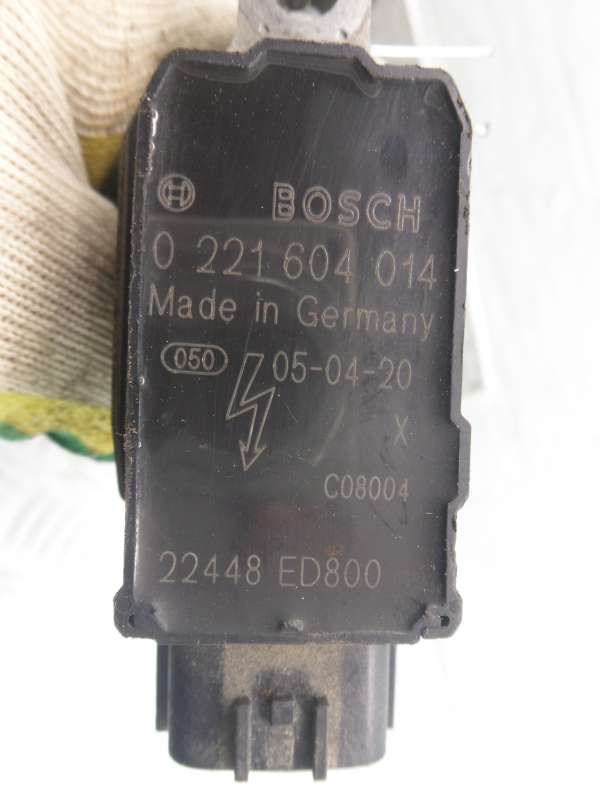 BOSCH
0 221 604 014
Made in Germany
050 05-04-20
X
C08004
22448 ED800